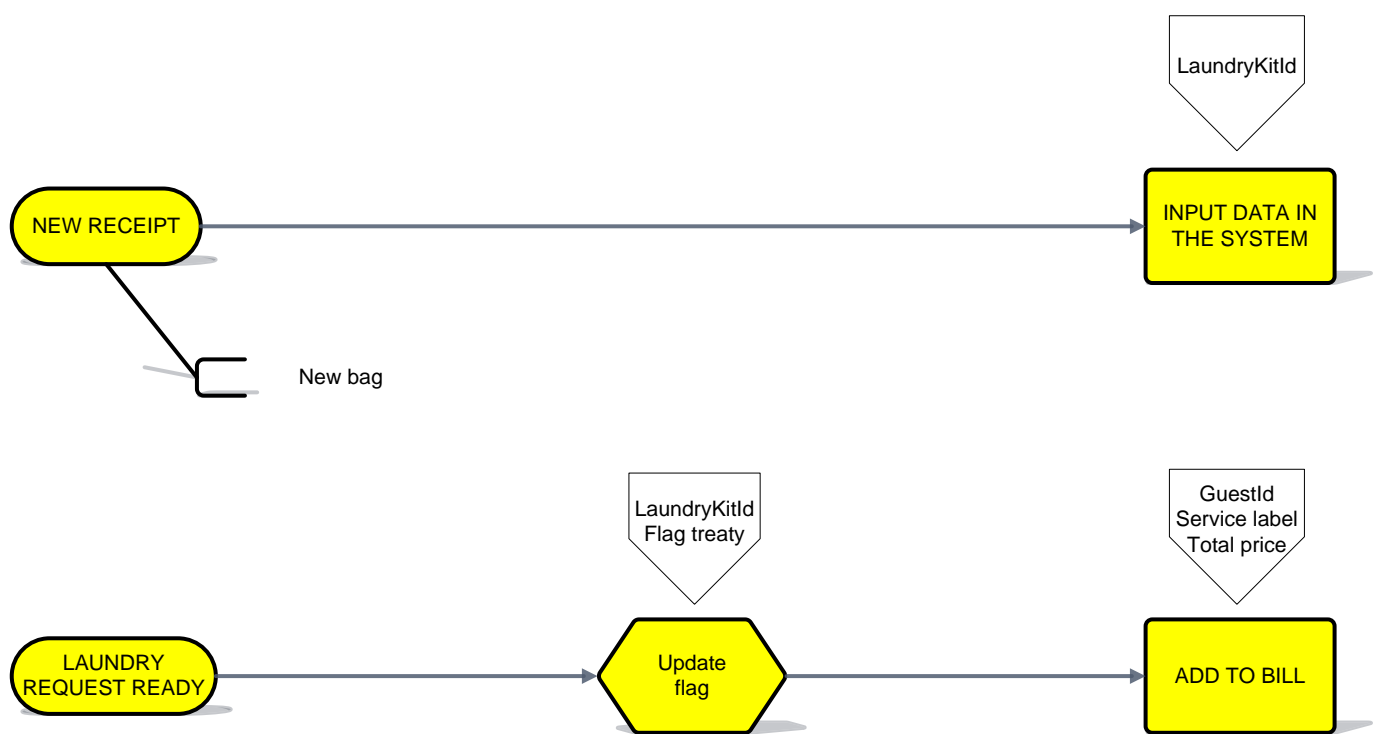 LaundryKitId
NEW RECEIPT
INPUT DATA IN
THE SYSTEM
New bag
LaundryKitId
Flag treaty
GuestId
Service label
Total price
LAUNDRY
REQUEST READY
Update
flag
ADD TO BILL